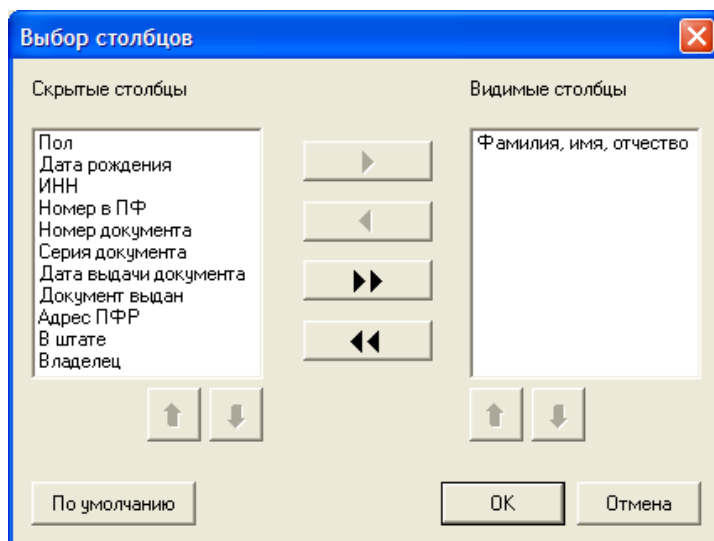 Выбор столбцов
Скрытые столбцы
Видимые столбцы
Пол
Дата рождения
ИНН
Номер в ПФ
Номер документа
Серия документа
Дата выдачи документа
Документ выдан
Адрес ПФР
В штате
Владелец
Фамилия, имя, отчество
По умолчанию
OK
Отмена